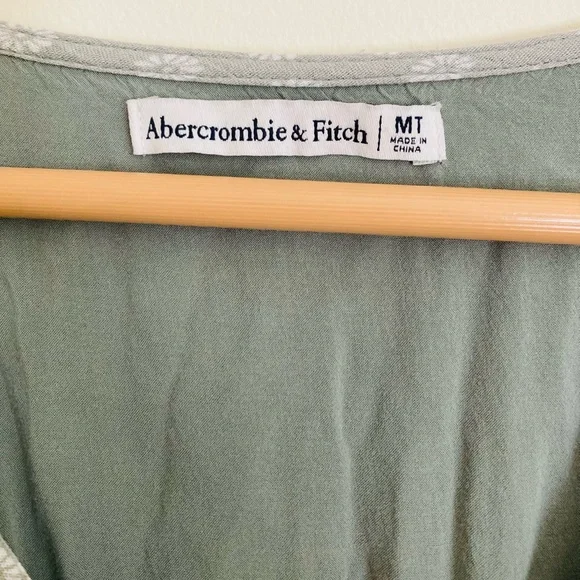 Abercrombie & Fitch | MT
MADE IN
CHINA